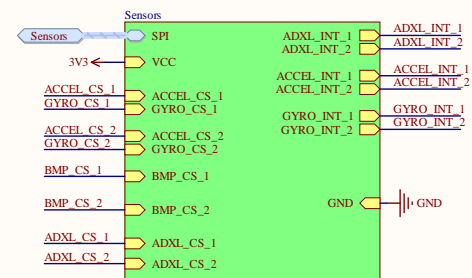 Sensors
Sensors SPI ADXL_INT_1 ADXL_INT_1
ADXL_INT_2 ADXL_INT_2
3V3 VCC
ACCEL_INT_1 ACCEL_INT_1
ACCEL_INT_2 ACCEL_INT_2
ACCEL_CS_1 ACCEL_CS_1
GYRO_CS_1 GYRO_CS_1
GYRO_INT_1 GYRO_INT_1
GYRO_INT_2 GYRO_INT_2
ACCEL_CS_2 ACCEL_CS_2
GYRO_CS_2 GYRO_CS_2
BMP_CS_1 BMP_CS_1
GND GND
BMP_CS_2 BMP_CS_2
ADXL_CS_1 ADXL_CS_1
ADXL_CS_2 ADXL_CS_2